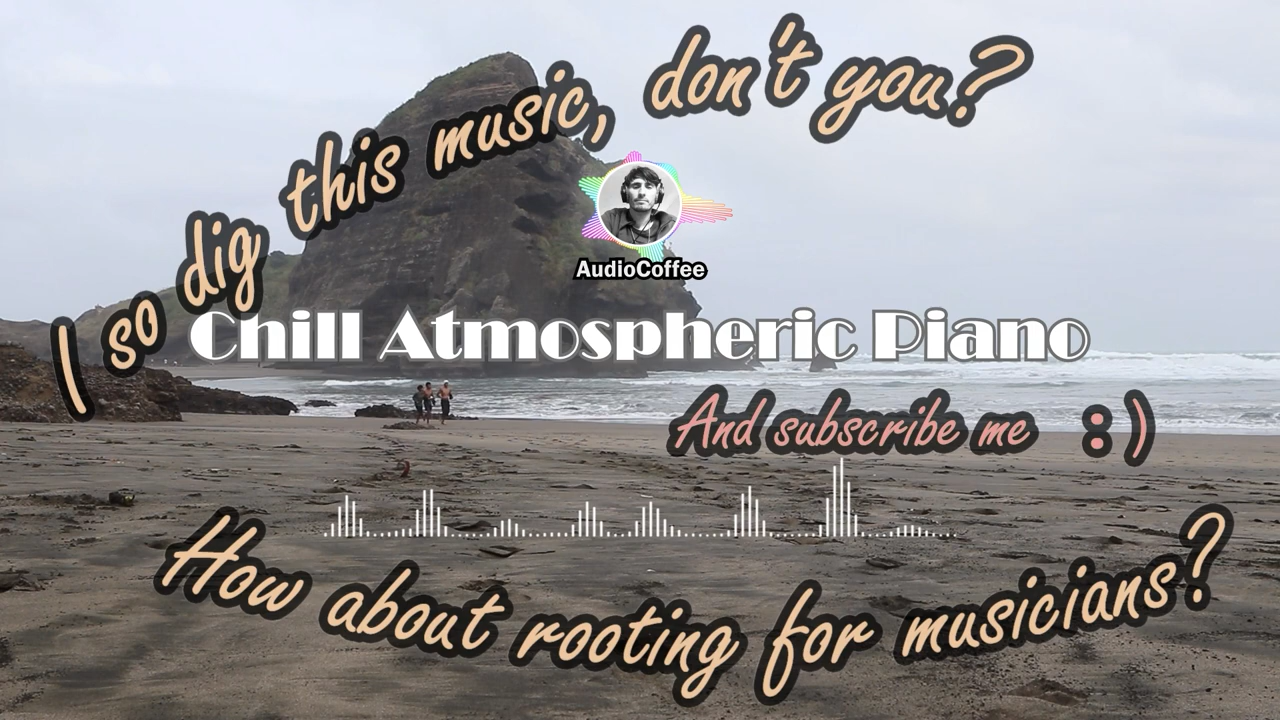 I so dig this music, don't you?
AudioCoffee
Chill Atmospheric Piano
And subscribe me :)
How about rooting for musicians?